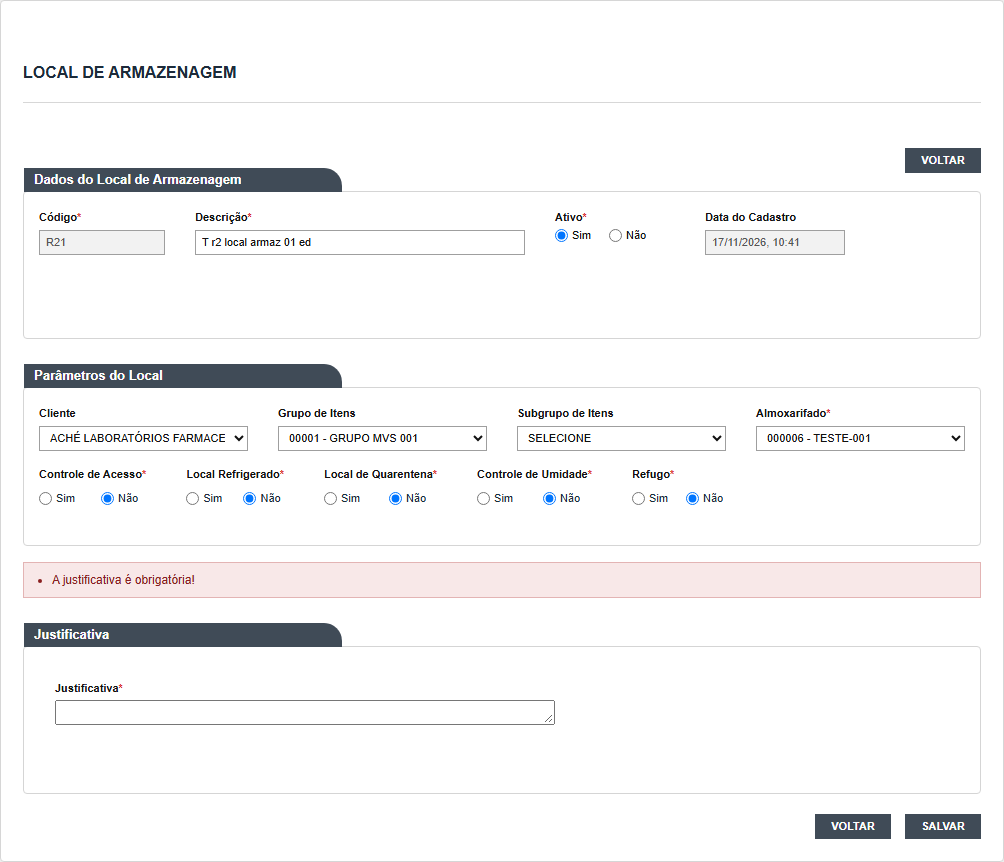 LOCAL DE ARMAZENAGEM
VOLTAR
Dados do Local de Armazenagem
Código* Descrição* Ativo* Data do Cadastro
R21 T r2 local armaz 01 ed Sim Não 17/11/2026, 10:41
Parâmetros do Local
Cliente Grupo de Itens Subgrupo de Itens Almoxarifado*
ACHÉ LABORATÓRIOS FARMACE 00001 - GRUPO MVS 001 SELECIONE 000006 - TESTE-001
Controle de Acesso* Local Refrigerado* Local de Quarentena* Controle de Umidade* Refugo*
Sim Não Sim Não Sim Não Sim Não Sim Não
• A justificativa é obrigatória!
Justificativa
Justificativa*
VOLTAR SALVAR